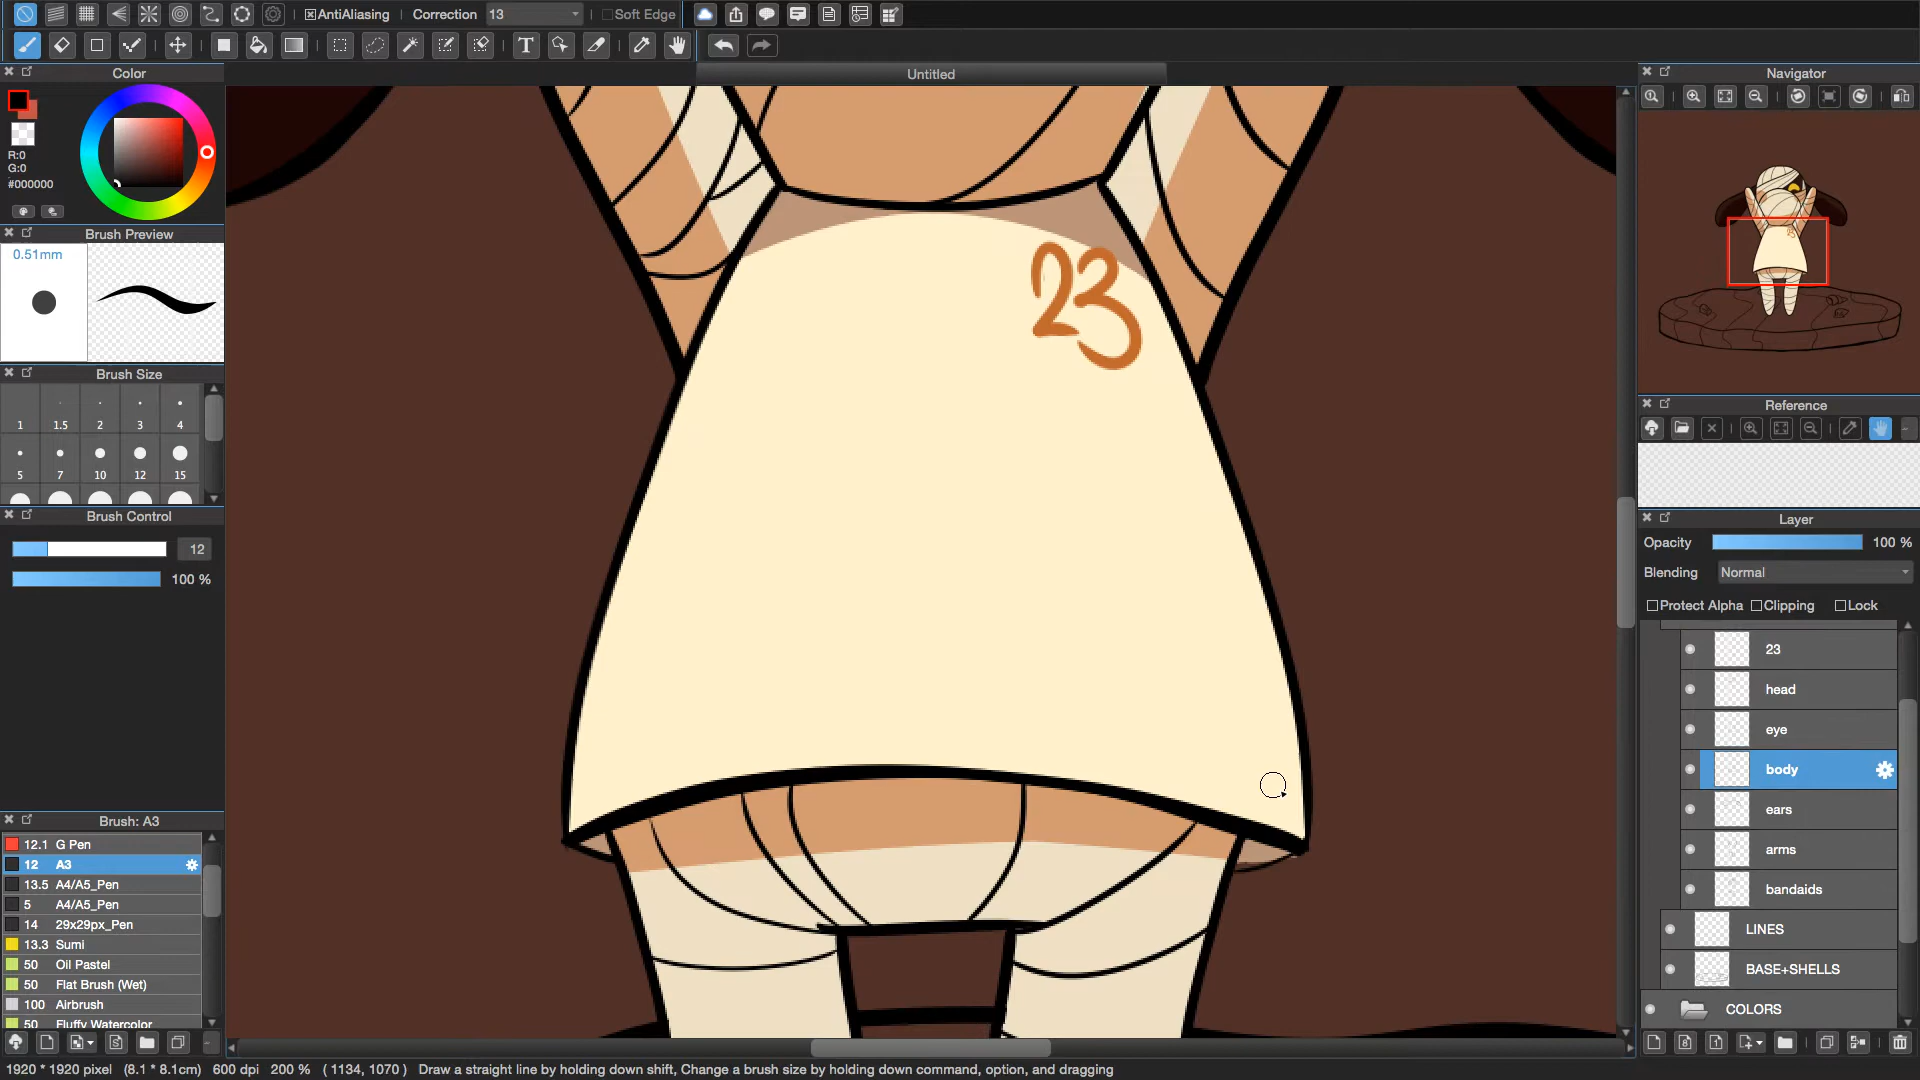 AntiAliasing
Correction
13
Soft Edge
Untitled
Color
R:0
G:0
#000000
Brush Preview
0.51mm
Brush Size
1
1.5
2
3
4
5
7
10
12
15
Brush Control
12
100 %
Brush: A3
12.1 G Pen
12 A3
13.5 A4/A5_Pen
5 A4/A5_Pen
14 29x29px_Pen
13.3 Sumi
50 Oil Pastel
50 Flat Brush (Wet)
100 Airbrush
50 Fluffy Watercolor
T
23
Navigator
Reference
Layer
Opacity
100 %
Blending
Normal
Protect Alpha
Clipping
Lock
23
head
eye
body
ears
arms
bandaids
LINES
BASE+SHELLS
COLORS
1920 * 1920 pixel (8.1 * 8.1cm) 600 dpi 200 % ( 1134, 1070 ) Draw a straight line by holding down shift, Change a brush size by holding down command, option, and dragging